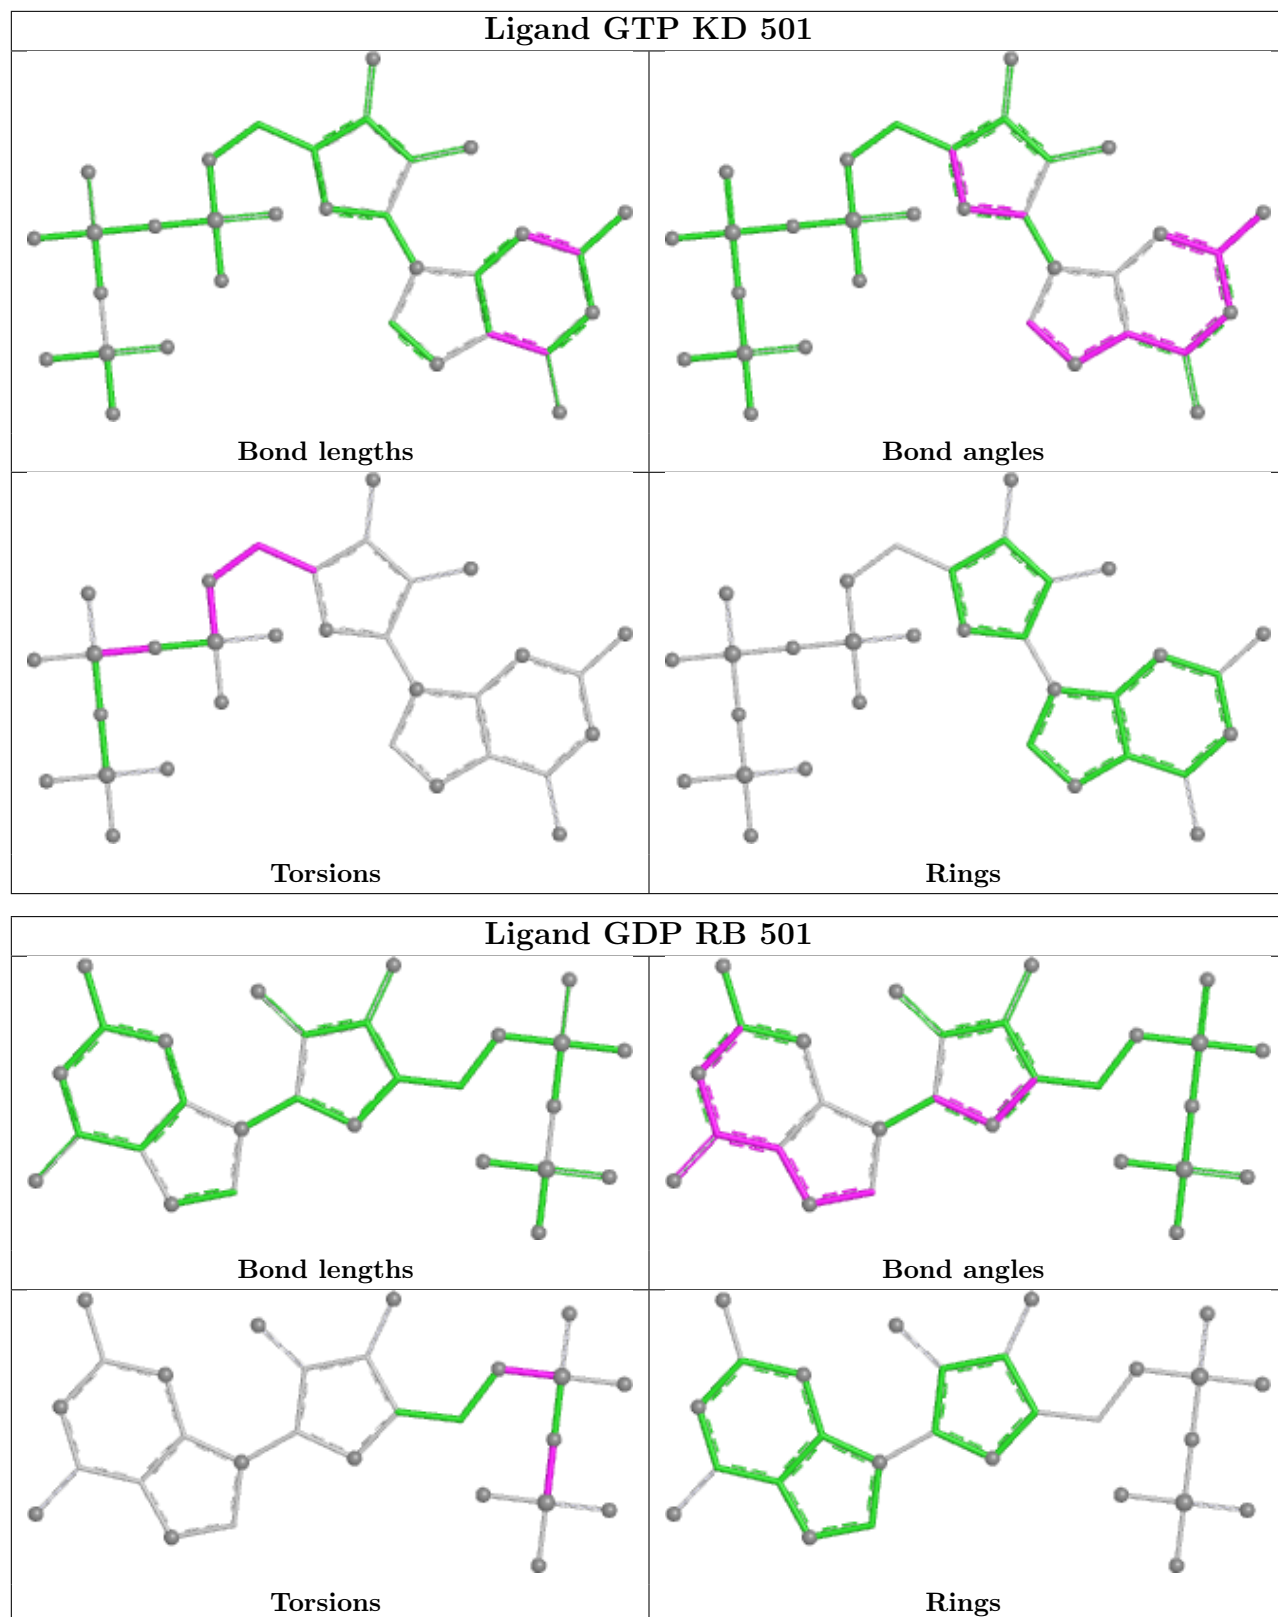 Ligand GTP KD 501
Bond lengths
Bond angles
Torsions
Rings
Ligand GDP RB 501
Bond lengths
Bond angles
Torsions
Rings